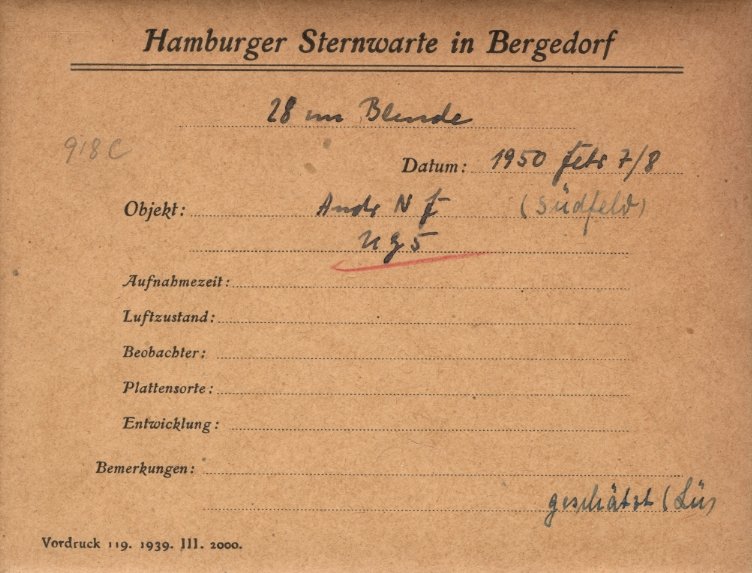 Hamburger Sternwarte in Bergedorf
28 cm Blende
918 C
Datum: 1950 Febr 7/8
Objekt: Andr N f (Südfeld)
UG5
Aufnahmezeit:
Luftzustand:
Beobachter:
Plattensorte:
Entwicklung:
Bemerkungen:
geschätzt (Lü)
Vordruck 119. 1939. III. 2000.